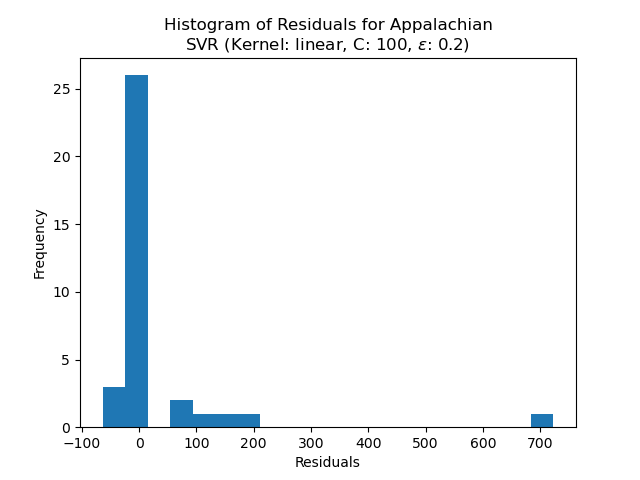 Histogram of Residuals for Appalachian
SVR (Kernel: linear, C: 100, ε: 0.2)
Frequency
25
20
15
10
5
0
−100 0 100 200 300 400 500 600 700
Residuals